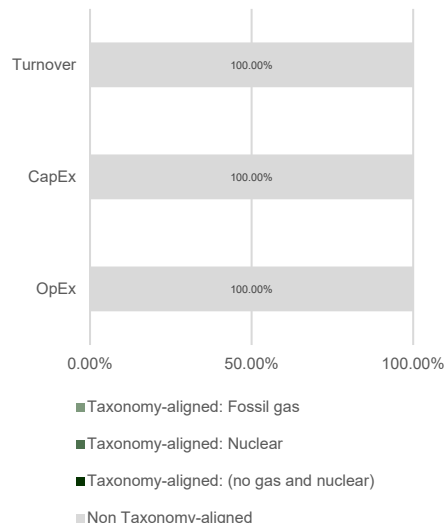 Turnover
100.00%
CapEx
100.00%
OpEx
100.00%
0.00% 50.00% 100.00%
Taxonomy-aligned: Fossil gas
Taxonomy-aligned: Nuclear
Taxonomy-aligned: (no gas and nuclear)
Non Taxonomy-aligned